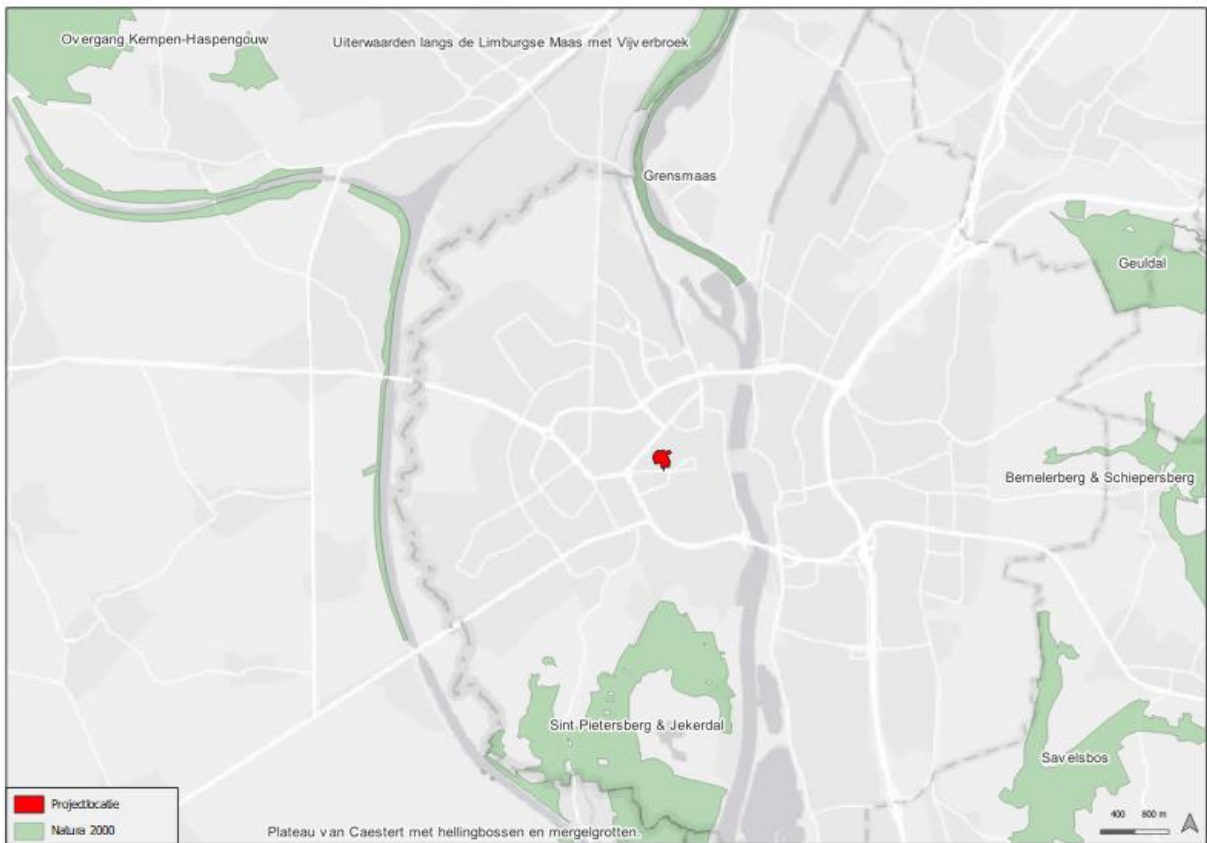 Overgang Kempen-Haspengouw
Uiterwaarden langs de Limburgse Maas met Vijverbroek
Grensmaas
Geuldal
Bemelerberg & Schiepersberg
Sint Pietersberg & Jekerdal
Savelsbos
Projectlocatie
Natura 2000
Plateau van Caestert met hellingbossen en mergelgrotten.
400 800 m